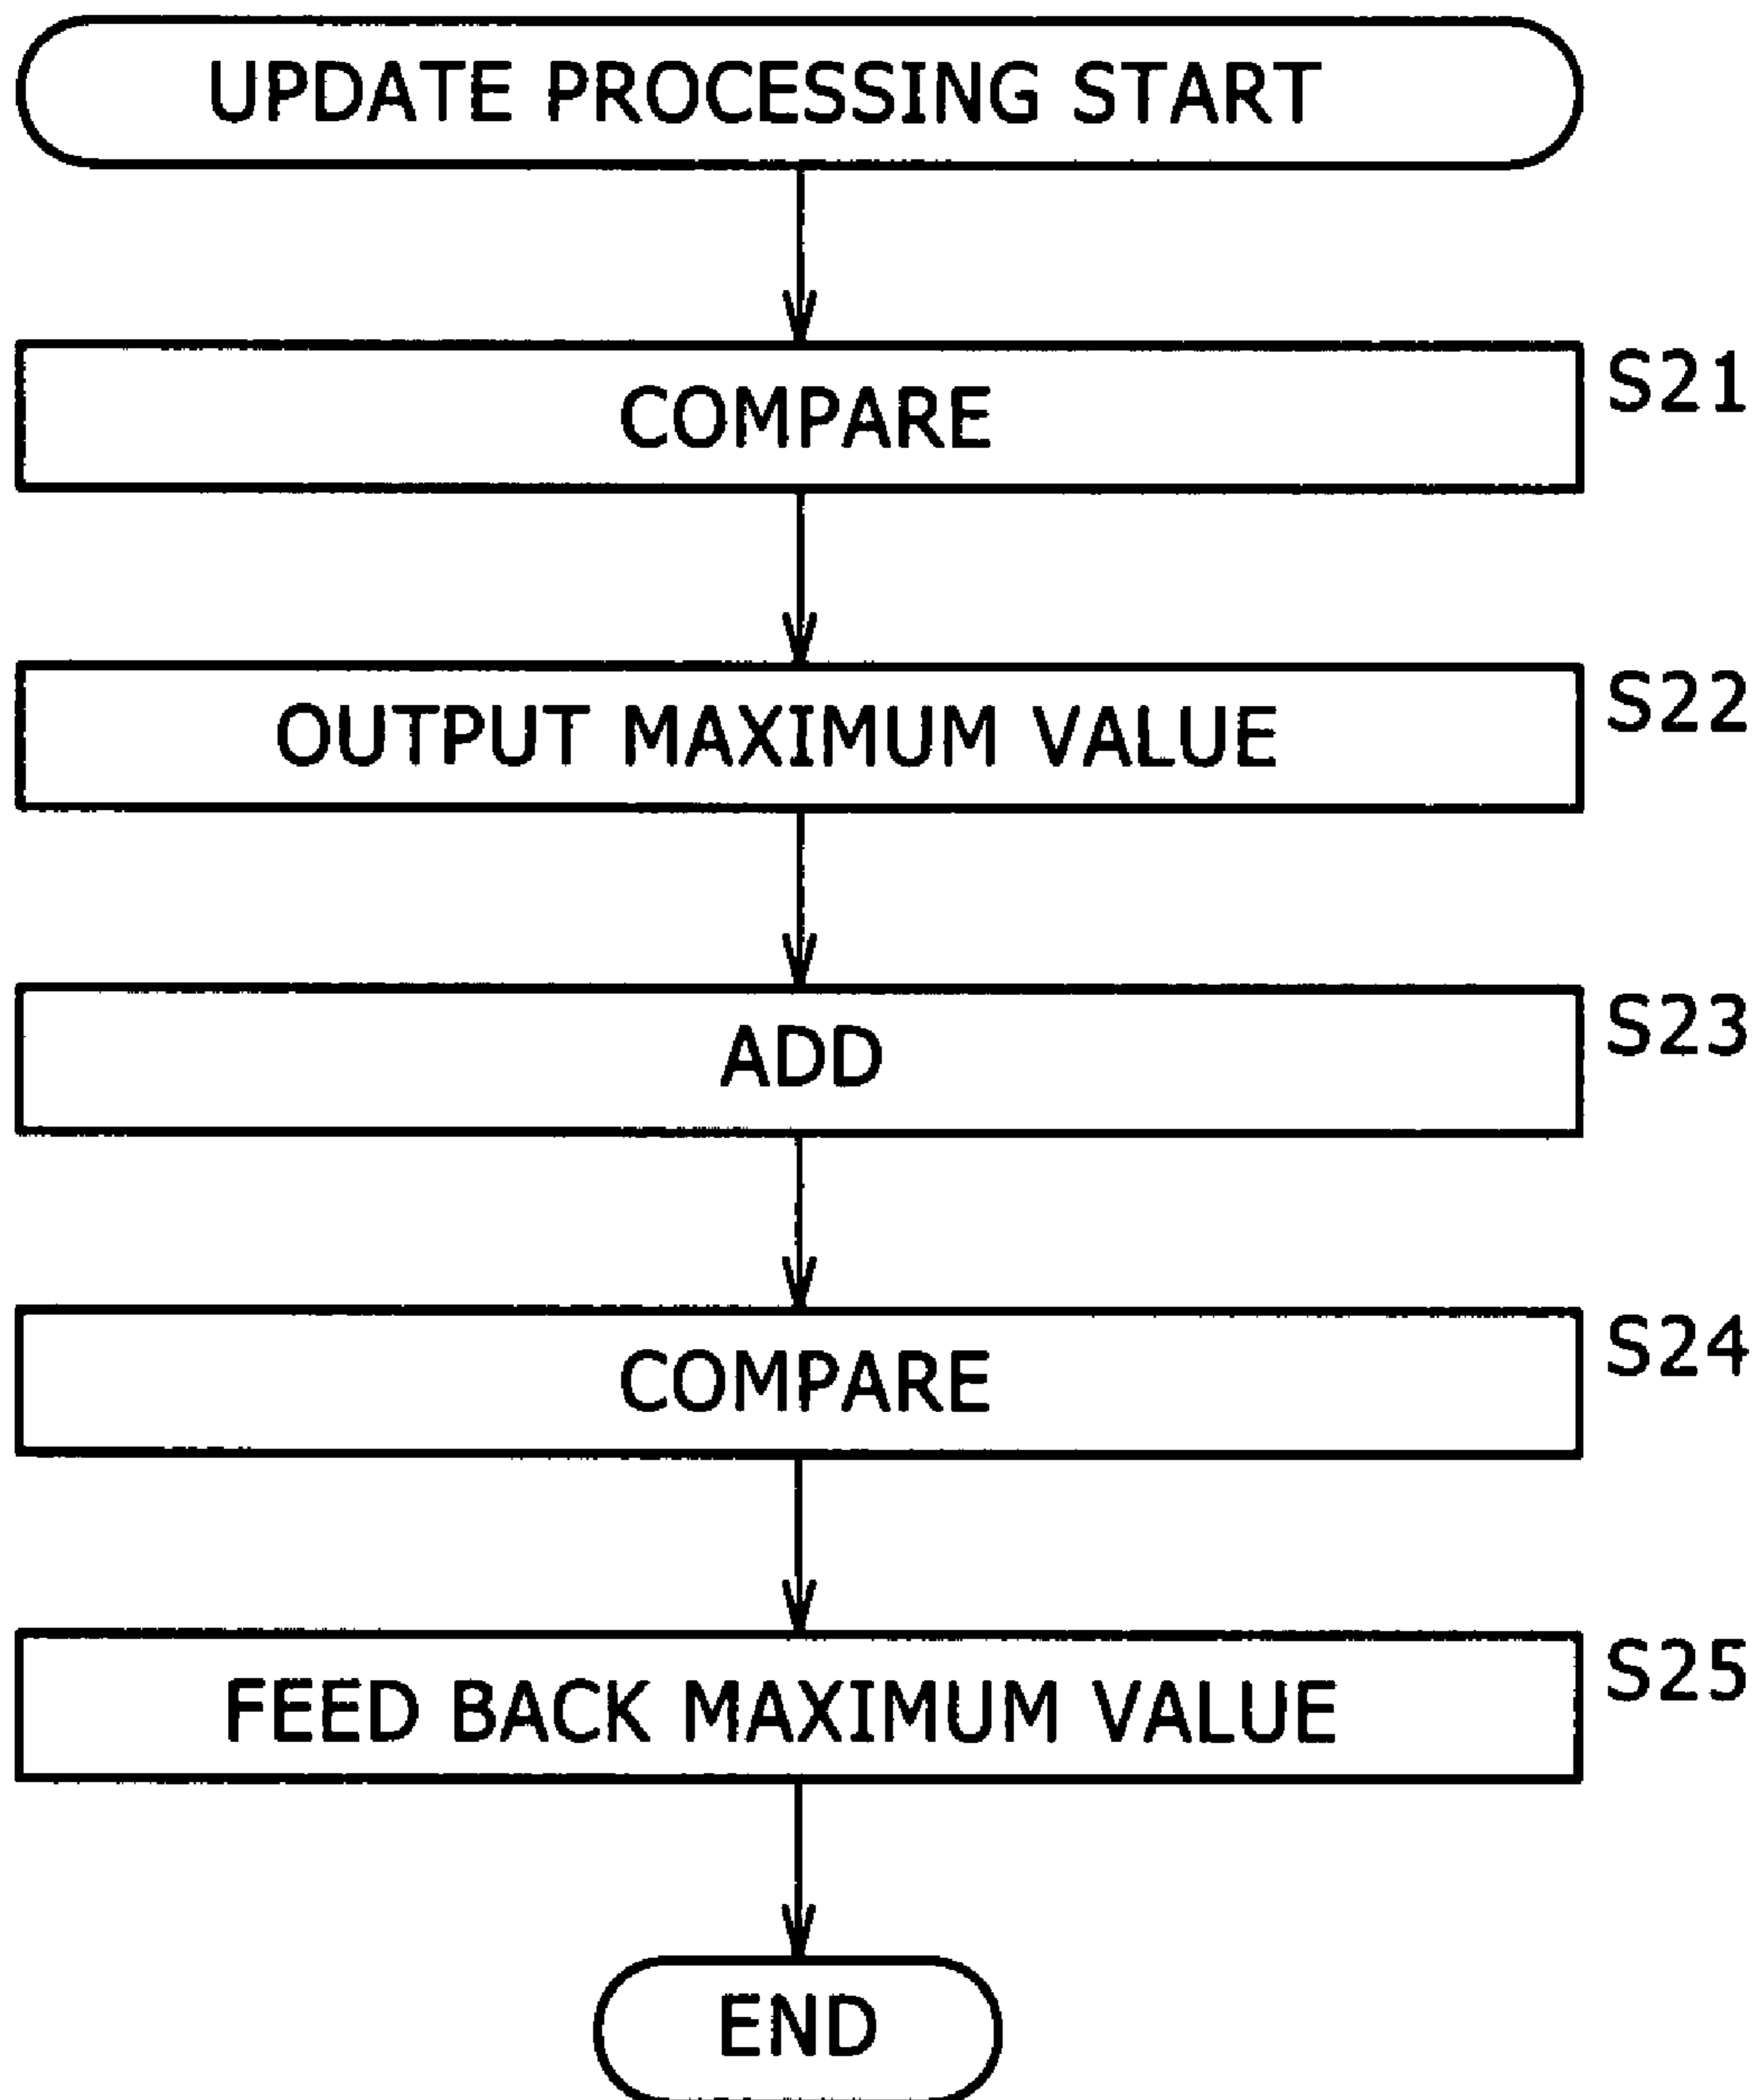 UPDATE PROCESSING START
COMPARE
S21
OUTPUT MAXIMUM VALUE
S22
ADD
S23
COMPARE
S24
FEED BACK MAXIMUM VALUE
S25
END